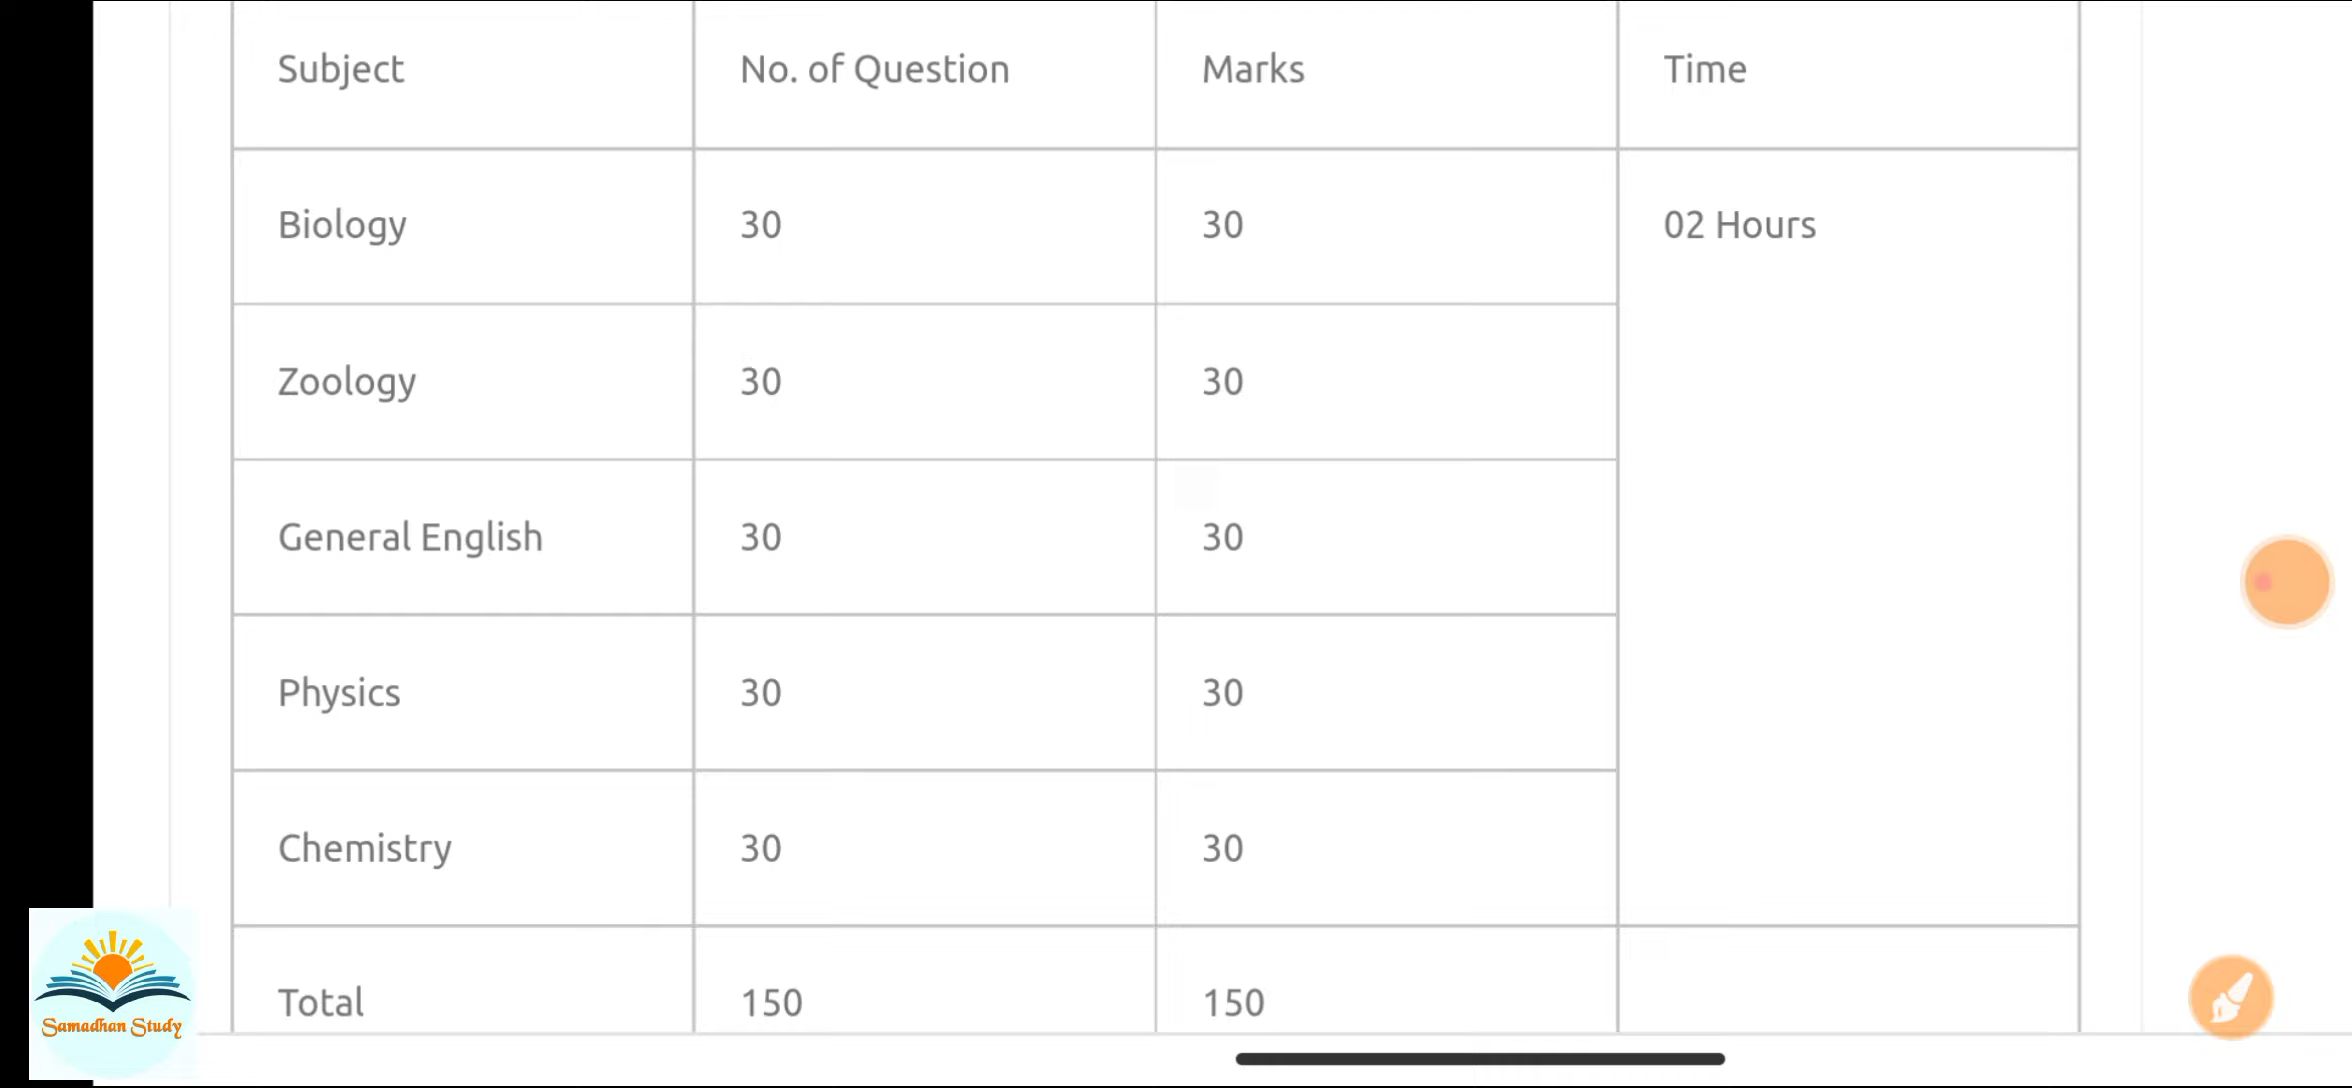 Subject No. of Question Marks Time
Biology 30 30 02 Hours
Zoology 30 30
General English 30 30
Physics 30 30
Chemistry 30 30
Total 150 150
Samadhan Study